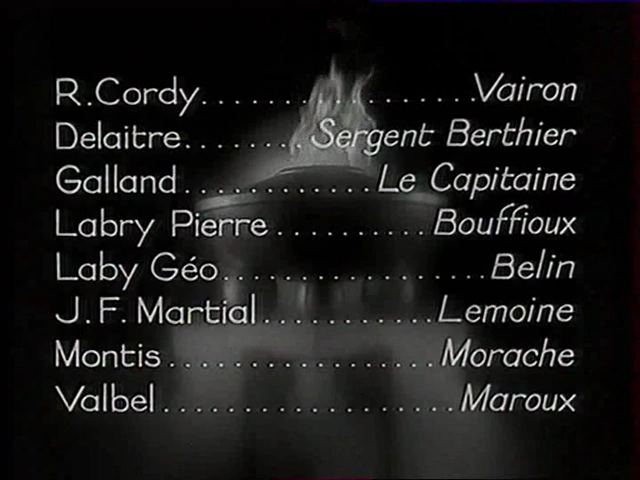 R.Cordy..................Vairon
Delaitre........Sergent Berthier
Galland............Le Capitaine
Labry Pierre..........Bouffioux
Laby Géo.................Belin
J.F. Martial...........Lemoine
Montis.................Morache
Valbel..................Maroux